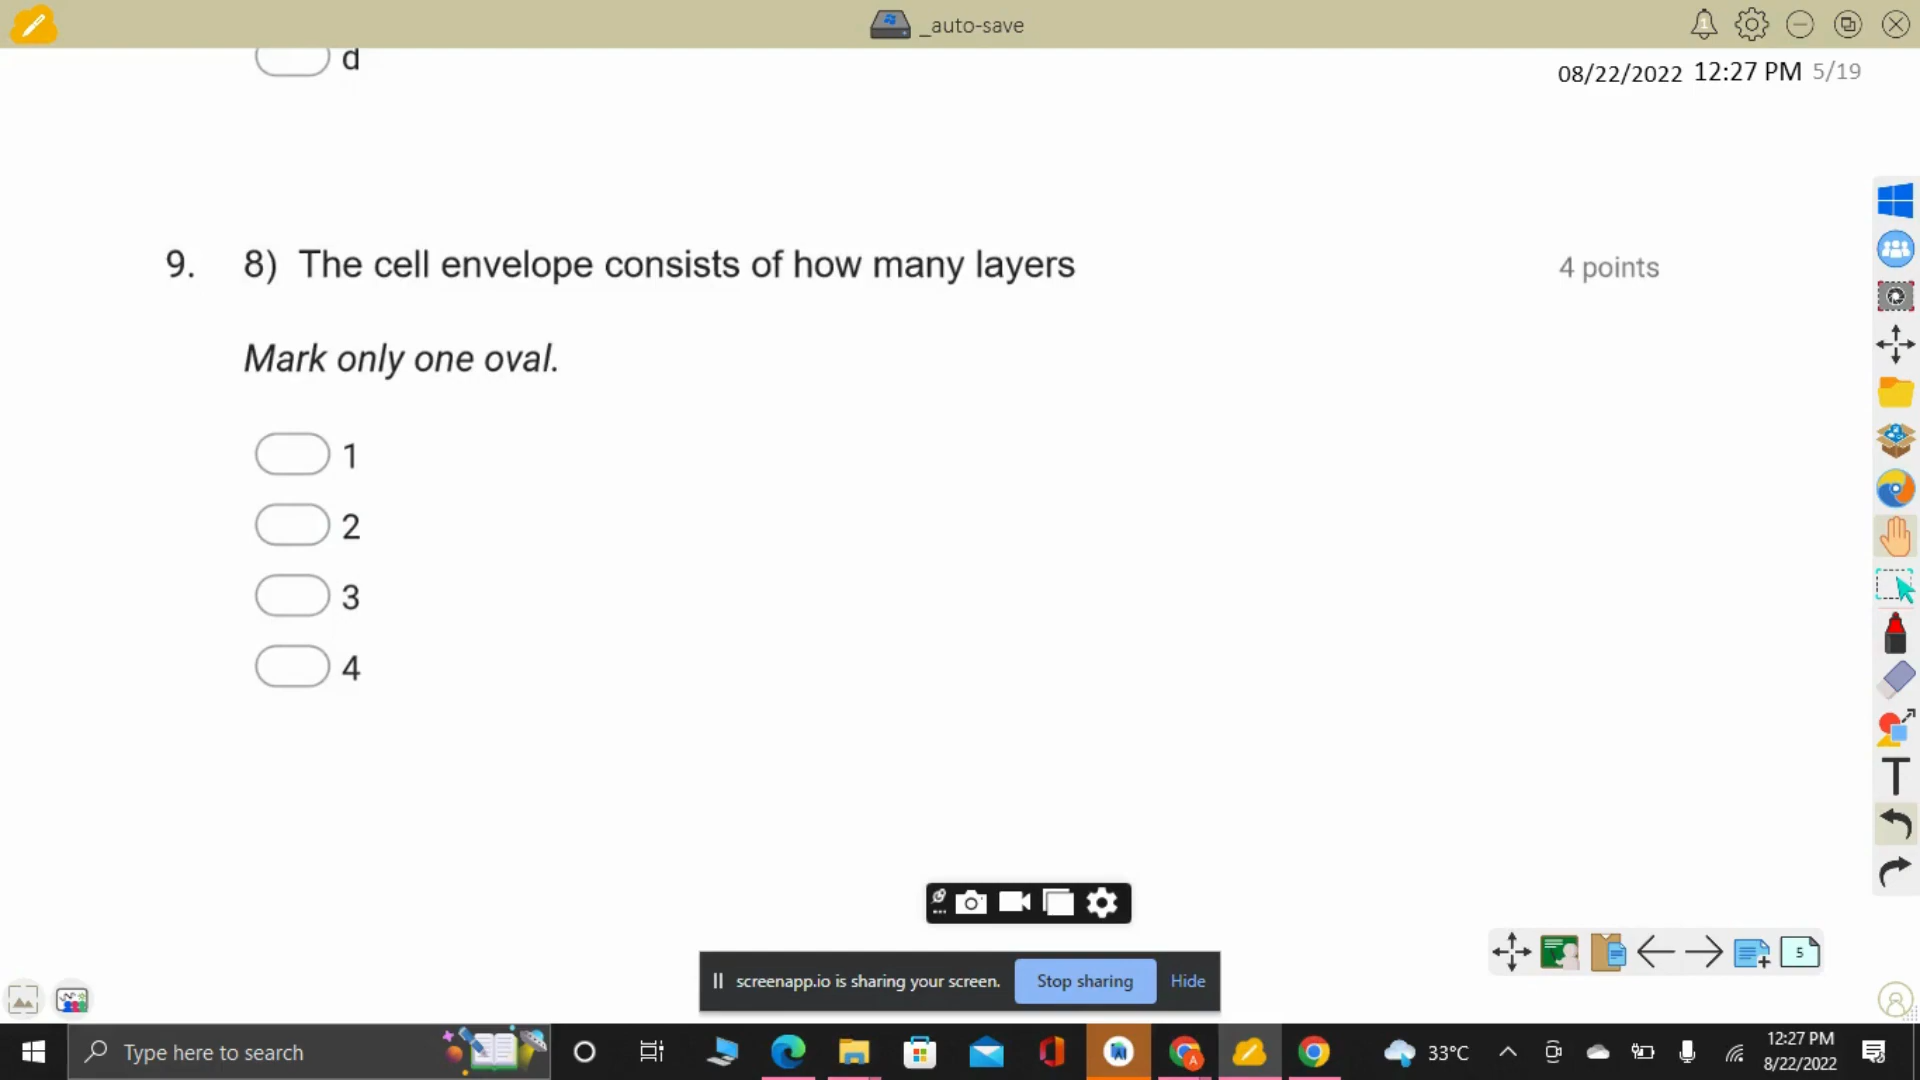 _auto-save
d
08/22/2022 12:27 PM 5/19
9. 8) The cell envelope consists of how many layers 4 points
Mark only one oval.
1
2
3
4
screenapp.io is sharing your screen. Stop sharing Hide
5
Type here to search
33°C
12:27 PM
8/22/2022